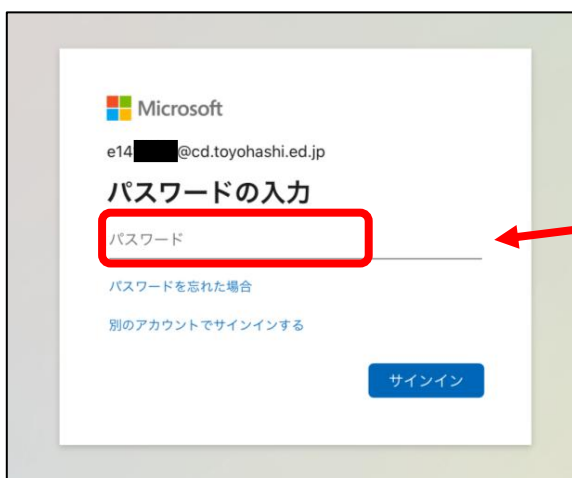 Microsoft
e14 @cd.toyohashi.ed.jp
パスワードの入力
パスワード
パスワードを忘れた場合
別のアカウントでサインインする
サインイン